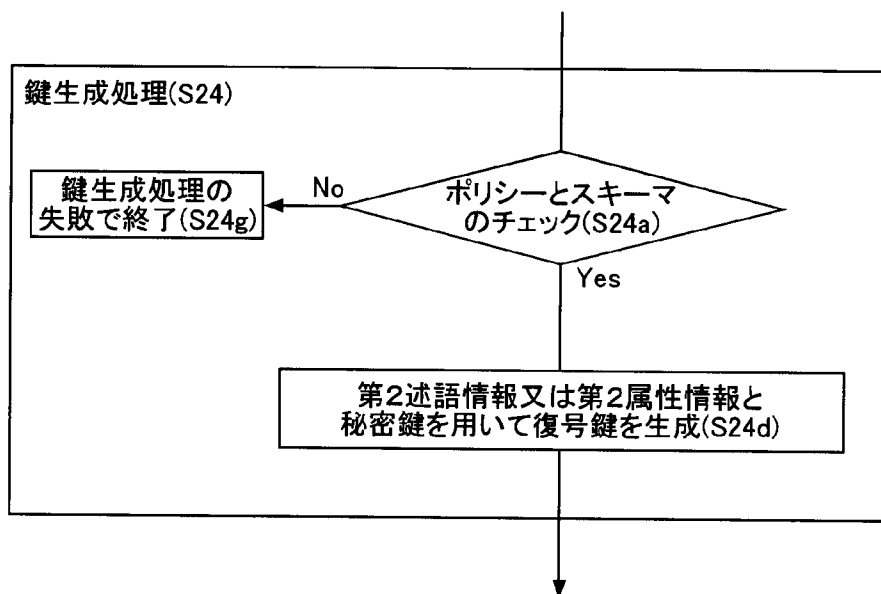 鍵生成処理(S24)
鍵生成処理の
失敗で終了(S24g)
No
ポリシーとスキーマ
のチェック(S24a)
Yes
第2述語情報又は第2属性情報と
秘密鍵を用いて復号鍵を生成(S24d)